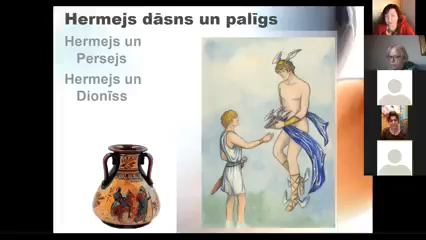 Hermejs dāsns un palīgs
Hermejs un
Persejs
Hermejs un
Dionīss